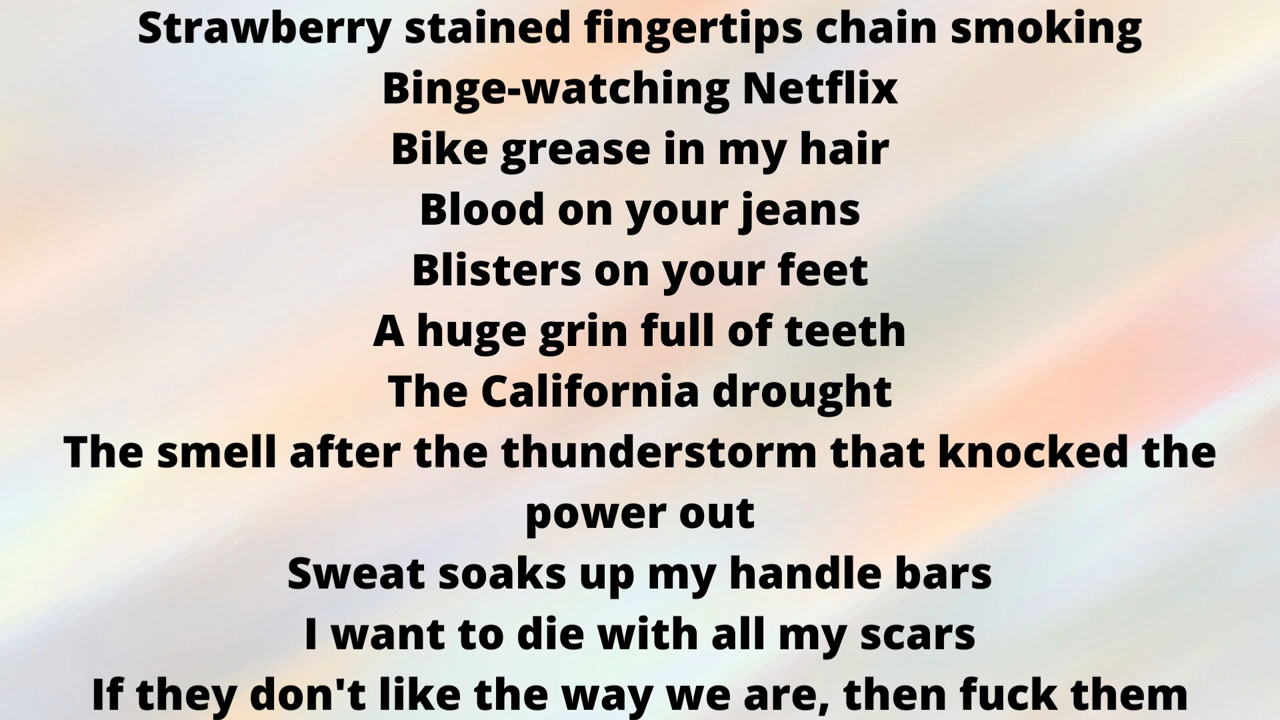 Strawberry stained fingertips chain smoking
Binge-watching Netflix
Bike grease in my hair
Blood on your jeans
Blisters on your feet
A huge grin full of teeth
The California drought
The smell after the thunderstorm that knocked the
power out
Sweat soaks up my handle bars
I want to die with all my scars
If they don't like the way we are, then fuck them